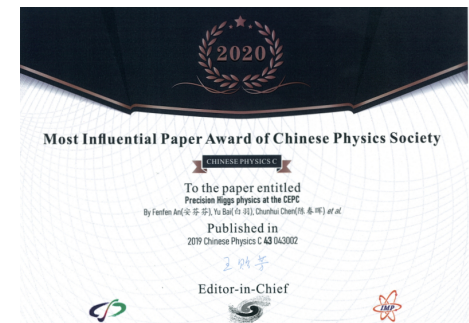 2020
Most Influential Paper Award of Chinese Physics Society
CHINESE PHYSICS C
To the paper entitled
Precision Higgs physics at the CEPC
By Fenfen An(安芬芬), Yu Bai(白羽), Chunhui Chen(陈春晖) et al.
Published in
2019 Chinese Physics C 43 043002
Editor-in-Chief
IMP